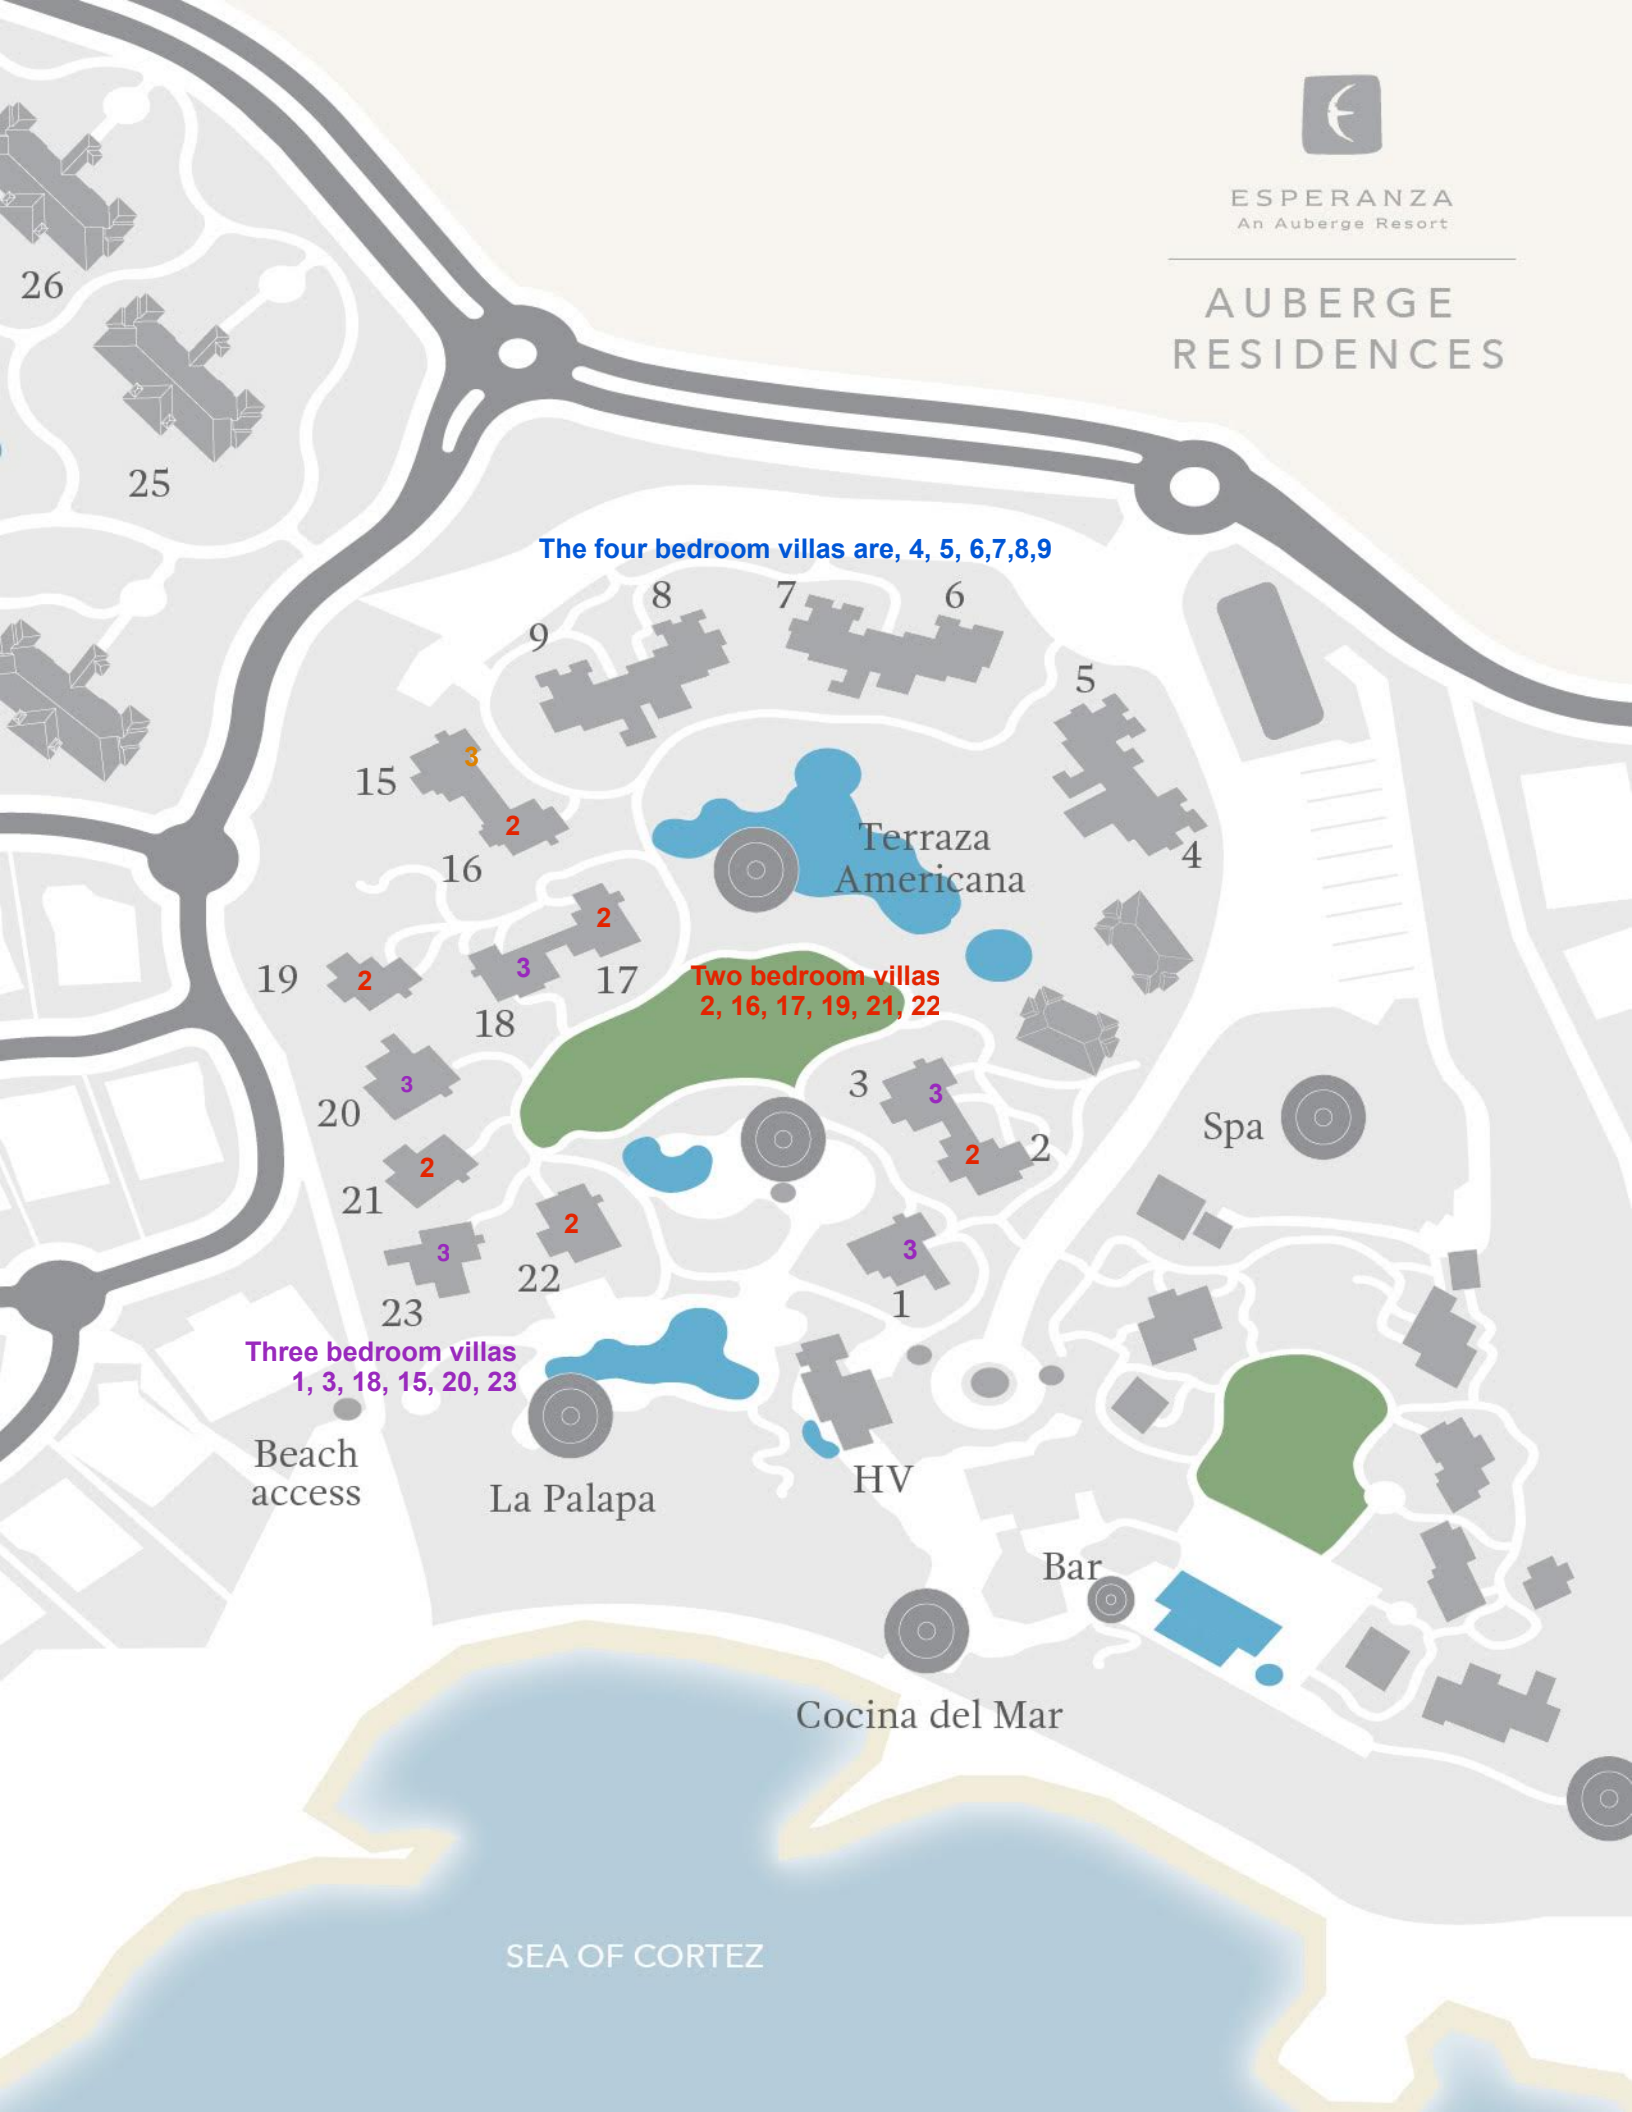 ESPERANZA
An Auberge Resort
AUBERGE
RESIDENCES
26
25
The four bedroom villas are, 4, 5, 6,7,8,9
8
7
6
9
5
3
15
2
16
Terraza
Americana
4
2
3
17
18
19
2
Two bedroom villas
2, 16, 17, 19, 21, 22
3
20
3
3
2
2
Spa
2
21
2
22
3
23
3
1
Three bedroom villas
1, 3, 18, 15, 20, 23
Beach
access
La Palapa
HV
Bar
Cocina del Mar
SEA OF CORTEZ